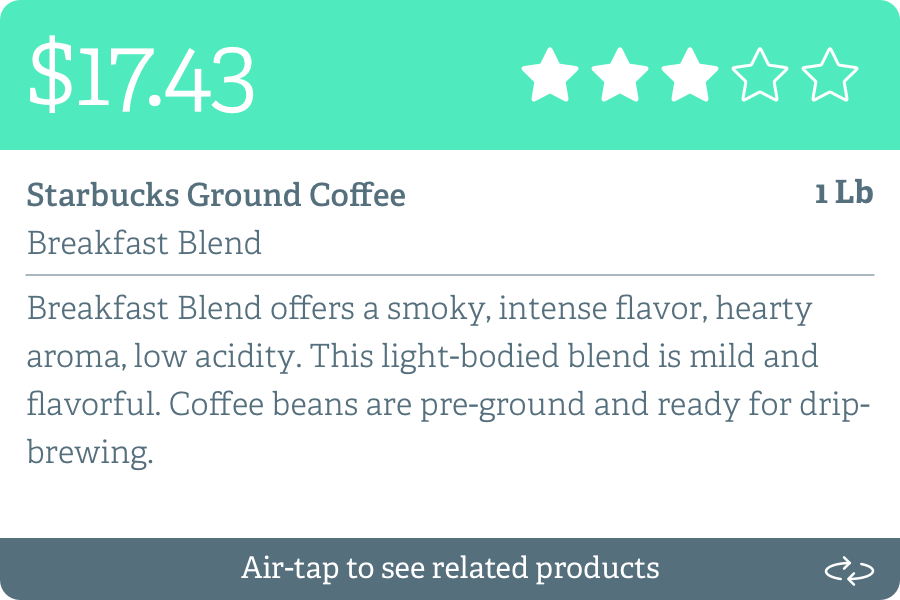 $17.43
Starbucks Ground Coffee
1 Lb
Breakfast Blend
Breakfast Blend offers a smoky, intense flavor, hearty
aroma, low acidity. This light-bodied blend is mild and
flavorful. Coffee beans are pre-ground and ready for drip-
brewing.
Air-tap to see related products